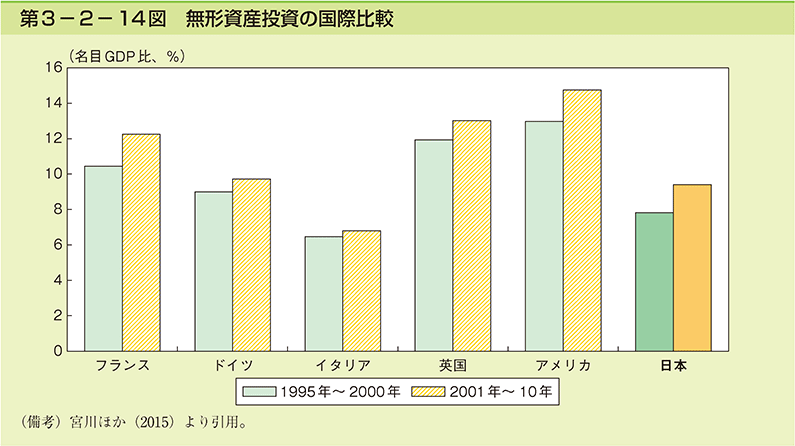 第3－2－14図　無形資産投資の国際比較
（名目GDP比、％）
16
14
12
10
8
6
4
2
0
フランス　ドイツ　イタリア　英国　アメリカ　日本
1995年～2000年　2001年～10年
（備考）宮川ほか（2015）より引用。